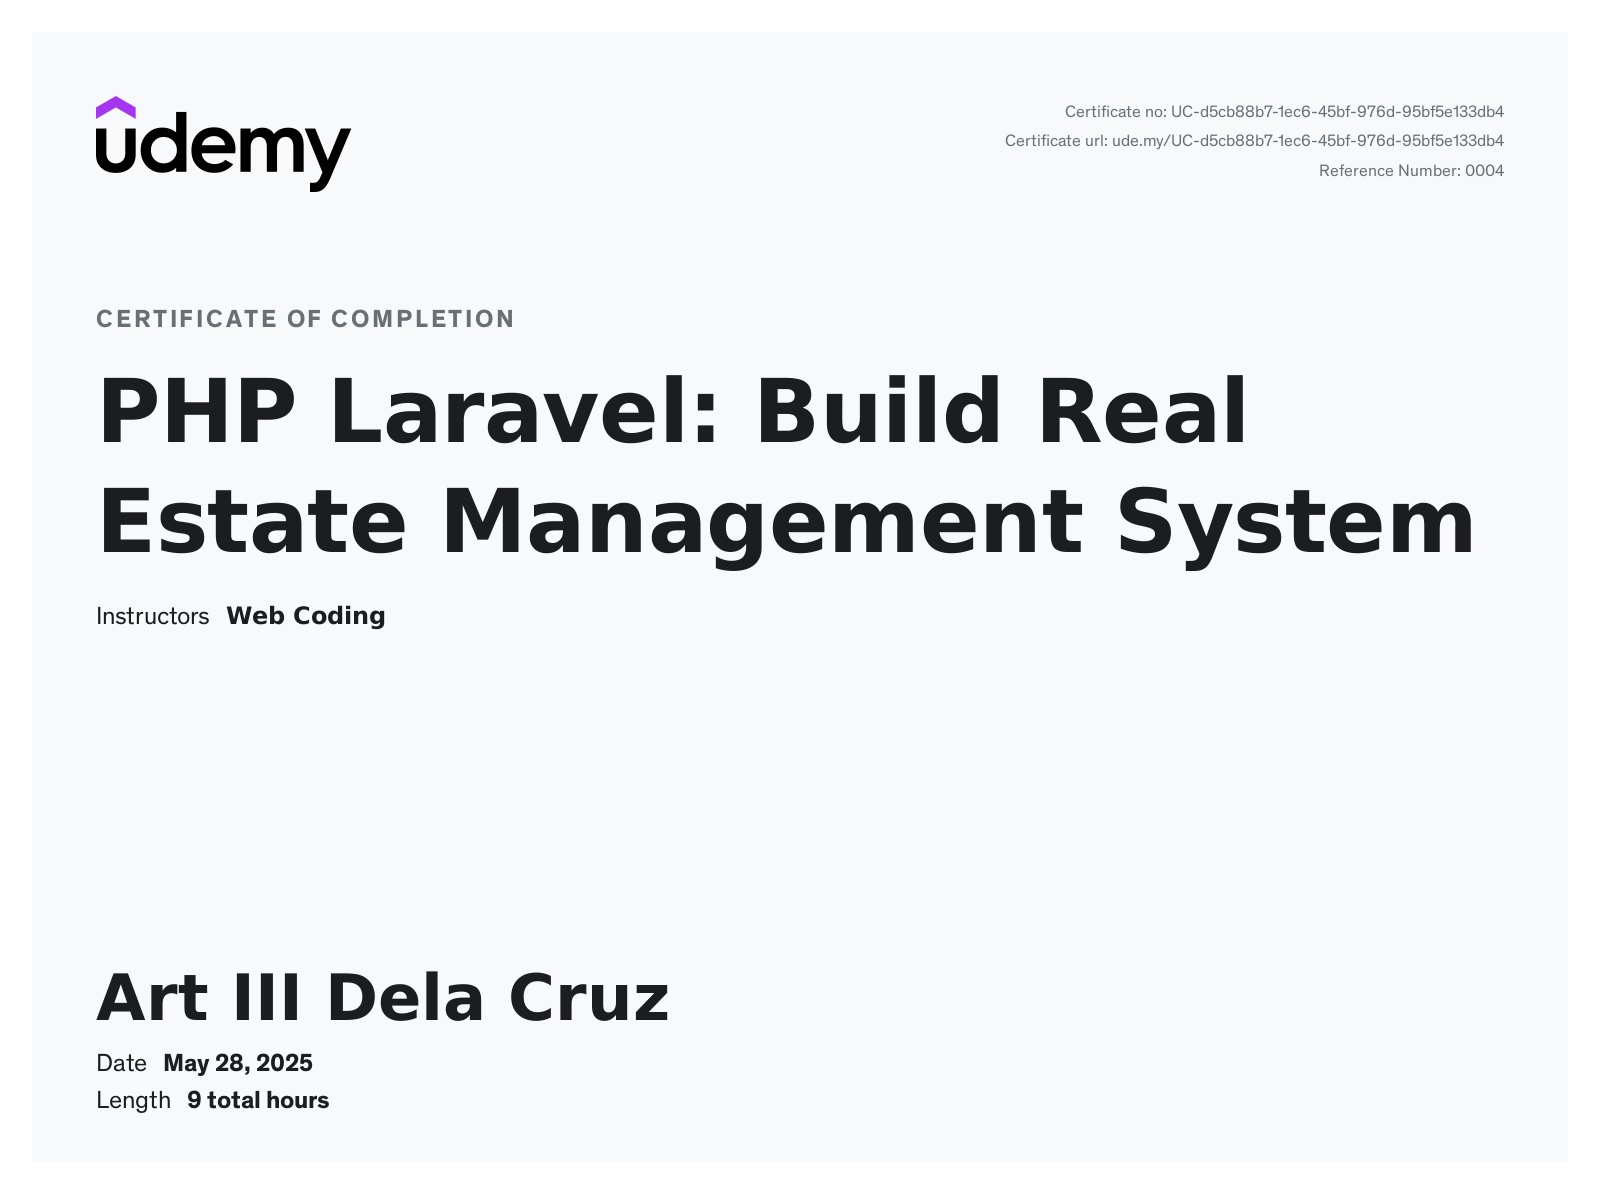 udemy
Certificate no: UC-d5cb88b7-1ec6-45bf-976d-95bf5e133db4
Certificate url: ude.my/UC-d5cb88b7-1ec6-45bf-976d-95bf5e133db4
Reference Number: 0004
CERTIFICATE OF COMPLETION
PHP Laravel: Build Real
Estate Management System
Instructors Web Coding
Art III Dela Cruz
Date May 28, 2025
Length 9 total hours